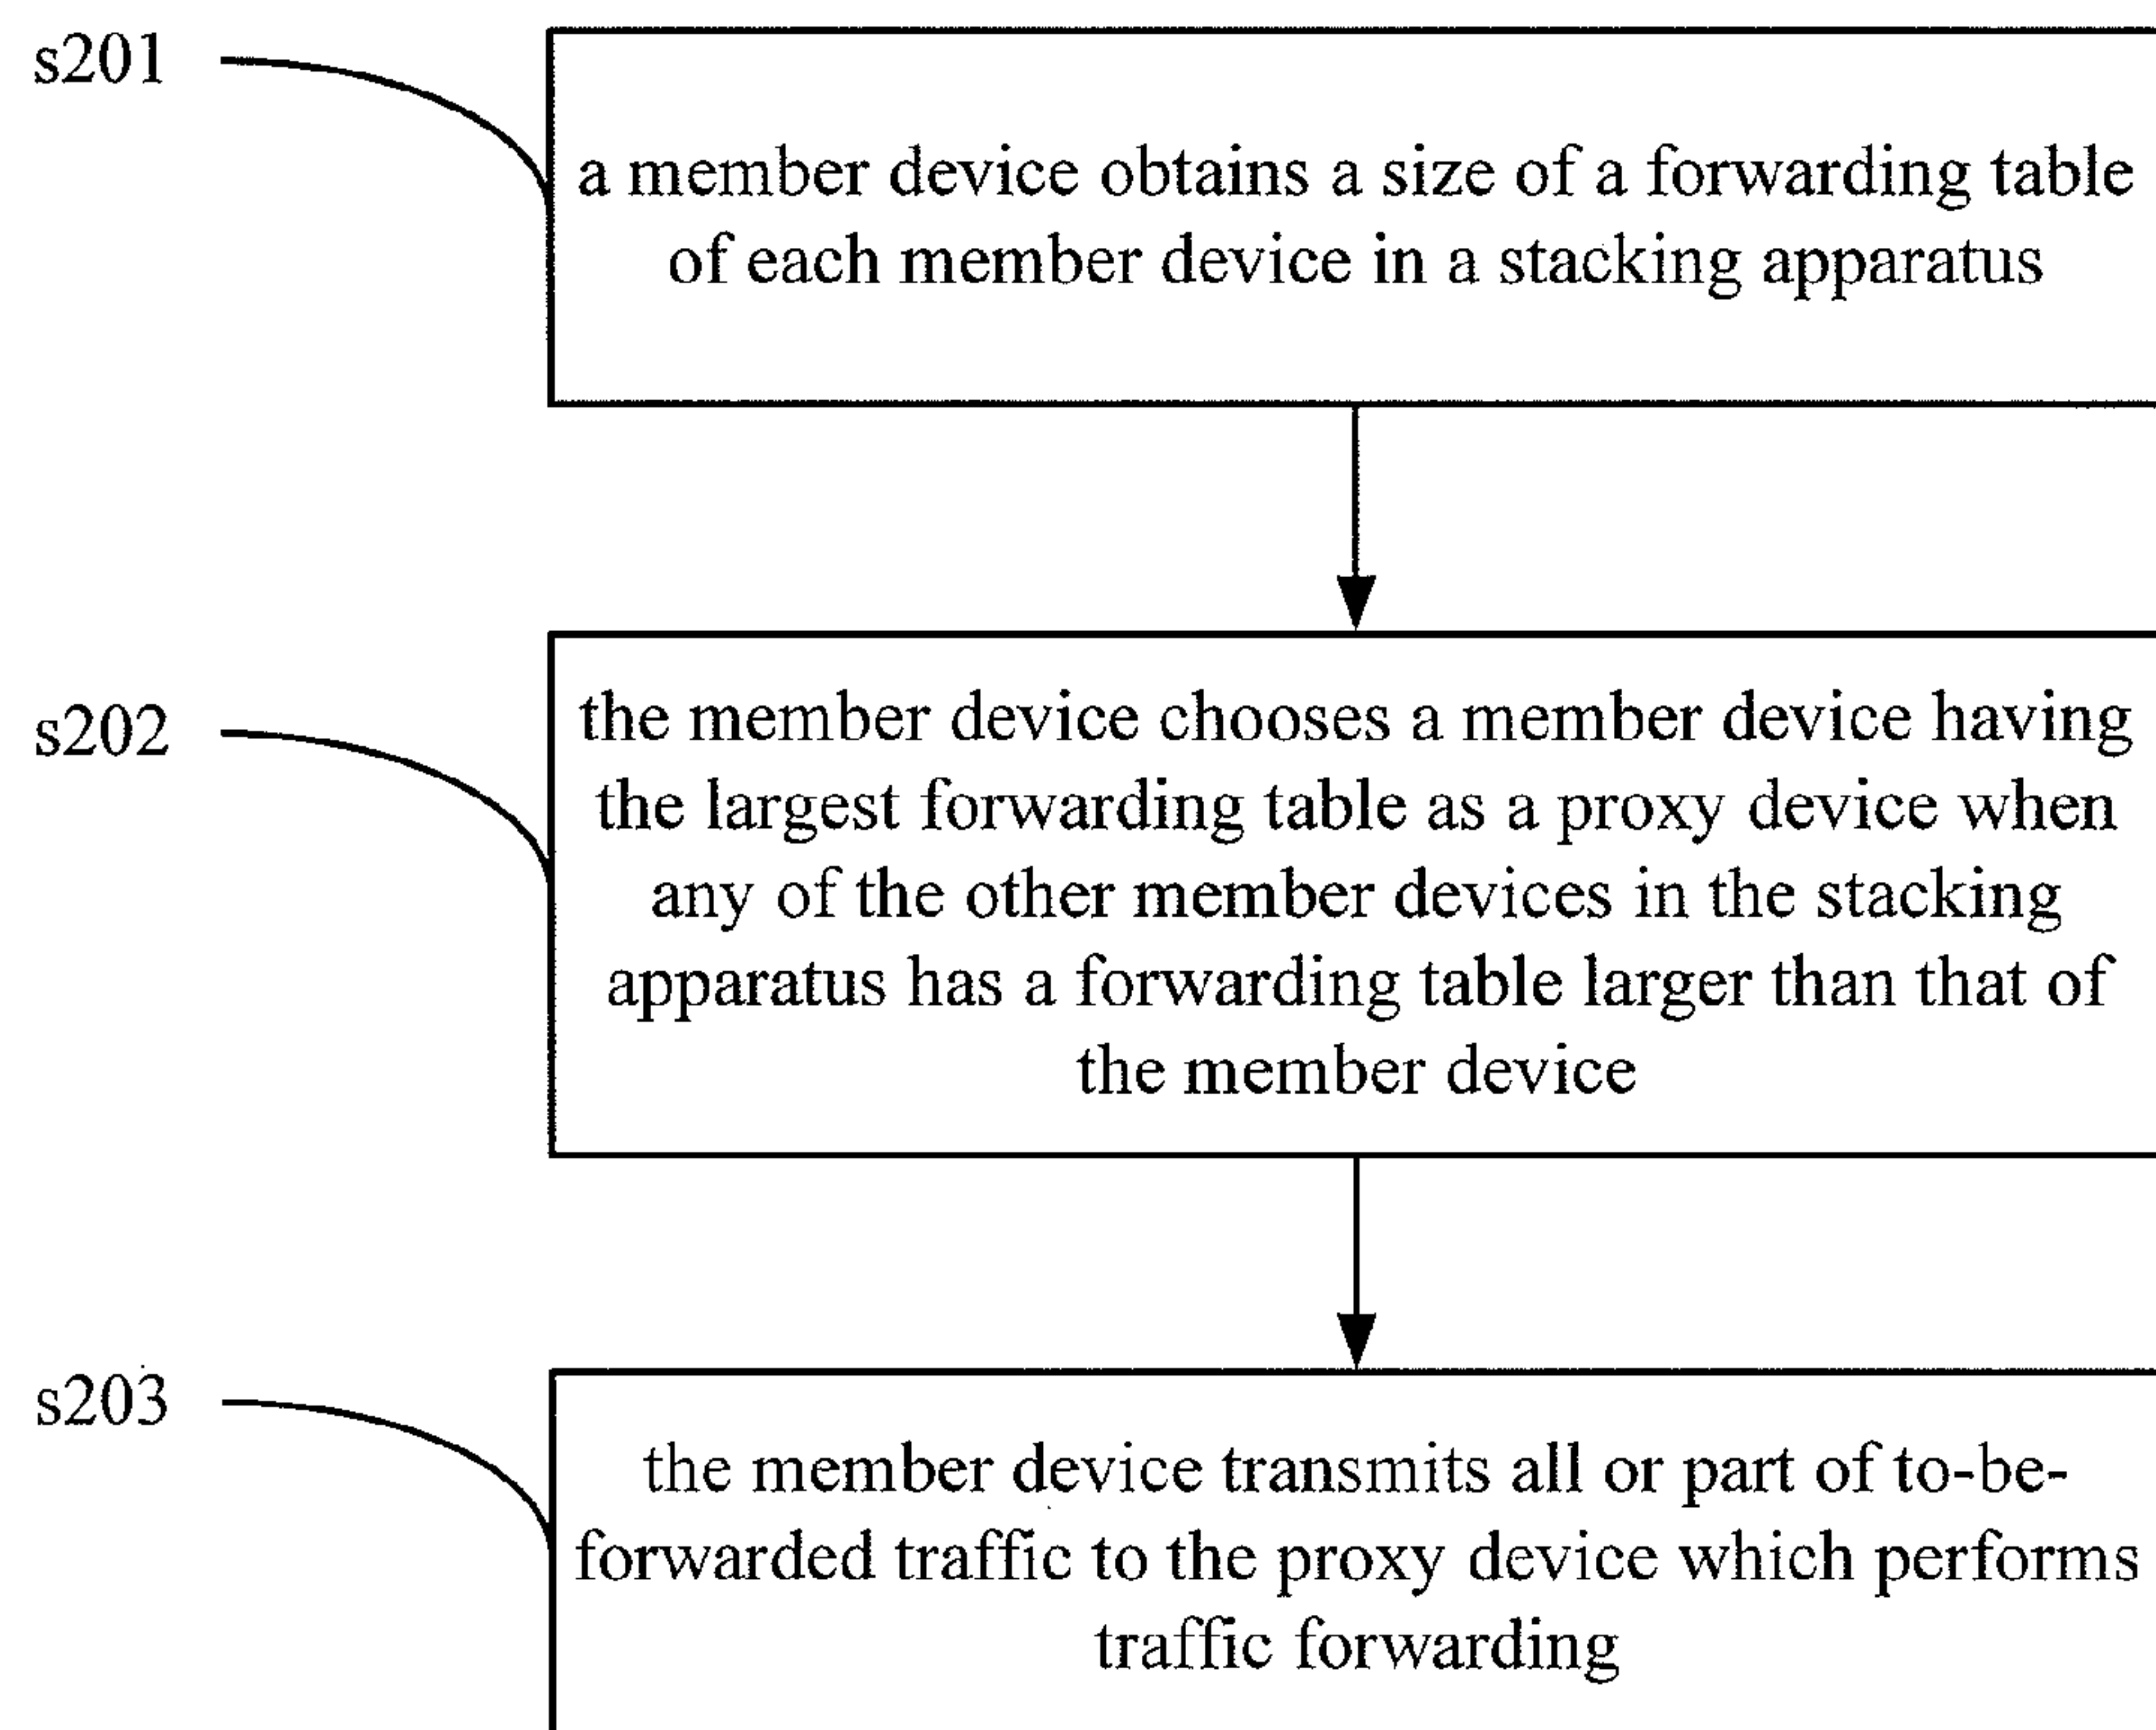 s201
a member device obtains a size of a forwarding table
of each member device in a stacking apparatus
s202
the member device chooses a member device having
the largest forwarding table as a proxy device when
any of the other member devices in the stacking
apparatus has a forwarding table larger than that of
the member device
s203
the member device transmits all or part of to-be-
forwarded traffic to the proxy device which performs
traffic forwarding